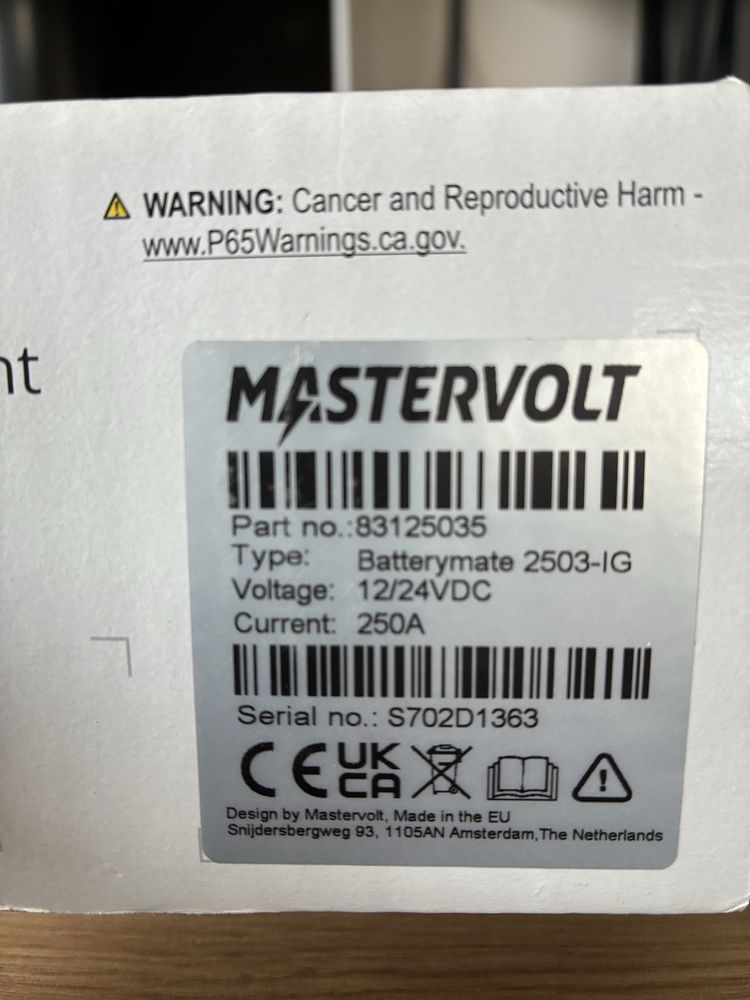 WARNING: Cancer and Reproductive Harm -
www.P65Warnings.ca.gov.
nt
MASTERVOLT
Part no.:83125035
Type: Batterymate 2503-IG
Voltage: 12/24VDC
Current: 250A
Serial no.: S702D1363
CE UK CA
Design by Mastervolt, Made in the EU
Snijdersbergweg 93, 1105AN Amsterdam,The Netherlands